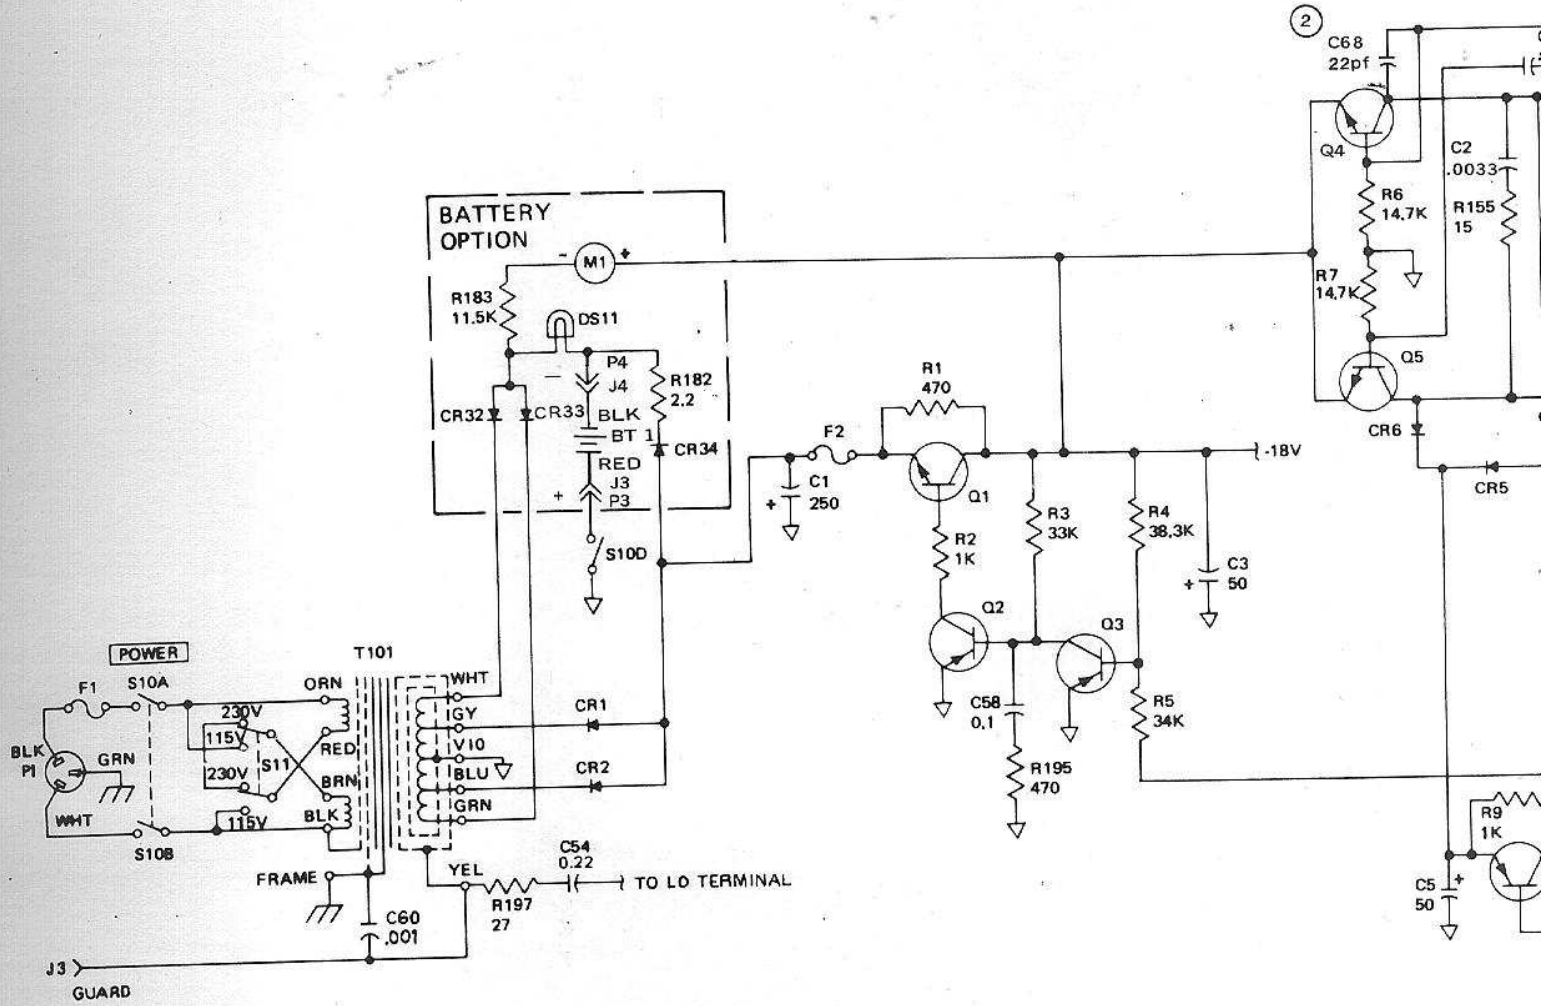 2
C68
22pf
Q4
C2
.0033
R6
14.7K
R155
15
R7
14.7K
Q5
CR6
CR5
BATTERY
OPTION
-
M1
+
R183
11.5K
DS11
P4
J4
—
R182
2.2
CR32
CR33
BLK
BT 1
CR34
RED
J3
P3
+
S10D
R1
470
F2
C1
250
+
Q1
-18V
R3
33K
R4
38.3K
R2
1K
C3
50
+
Q2
Q3
C58
0.1
R5
34K
R195
470
POWER
T101
F1
S10A
ORN
WHT
230V
GY
CR1
115V
RED
VIO
BLK
P1
GRN
S11
230V
BRN
BLU
CR2
GRN
WHT
115V
BLK
S10B
FRAME
YEL
C54
0.22
TO LO TERMINAL
R197
27
C60
.001
J3
GUARD
R9
1K
C5
50
+